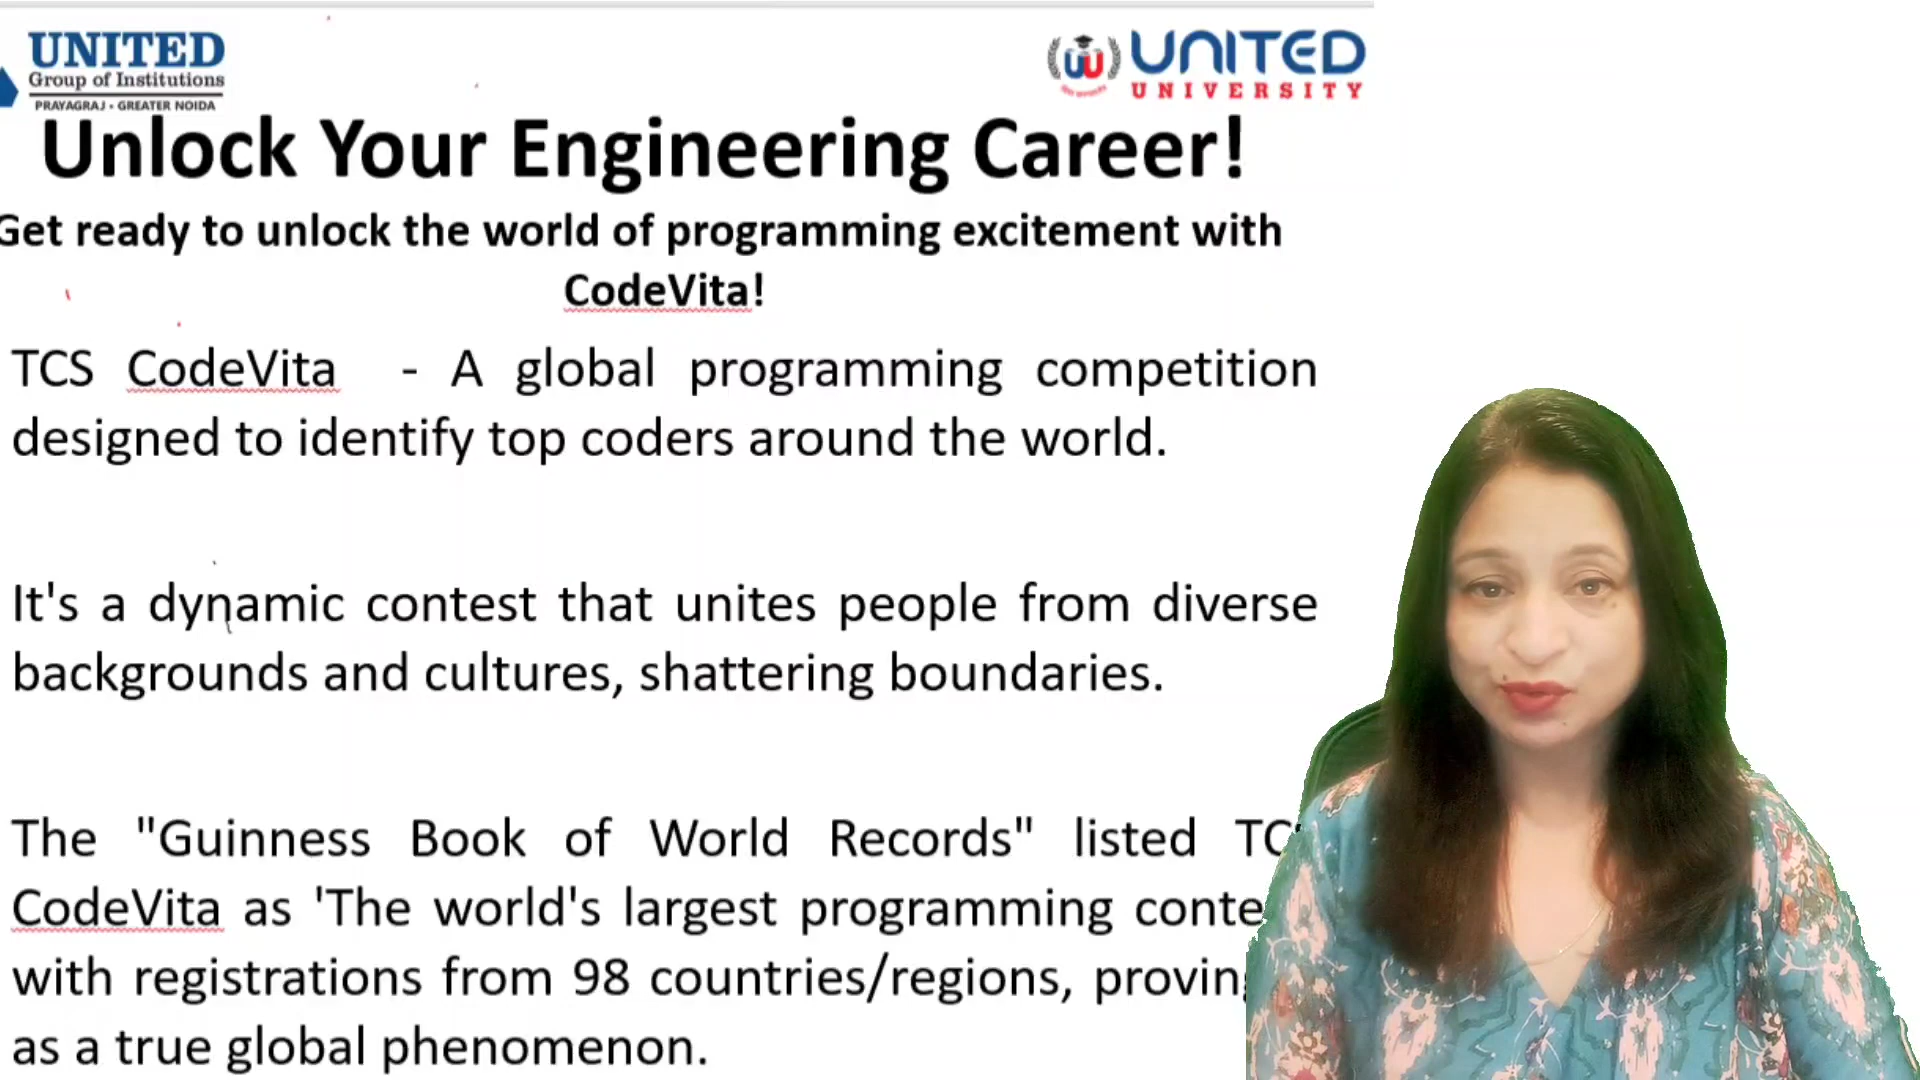 UNITED
Group of Institutions
PRAYAGRAJ • GREATER NOIDA
UNITED
UNIVERSITY
Unlock Your Engineering Career!
Get ready to unlock the world of programming excitement with
CodeVita!
TCS CodeVita - A global programming competition
designed to identify top coders around the world.
It's a dynamic contest that unites people from diverse
backgrounds and cultures, shattering boundaries.
The "Guinness Book of World Records" listed
CodeVita as 'The world's largest programming
with registrations from 98 countries/regions,
as a true global phenomenon.